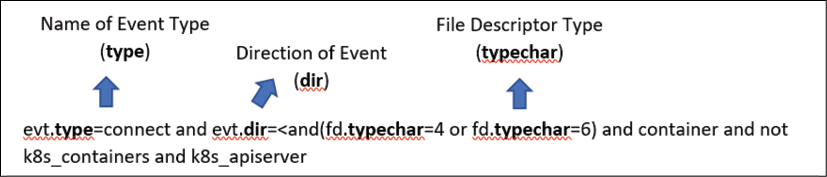 Name of Event Type
(type)
Direction of Event
(dir)
File Descriptor Type
(typechar)
evt.type=connect and evt.dir=<and(fd.typechar=4 or fd.typechar=6) and container and not
k8s_containers and k8s_apiserver